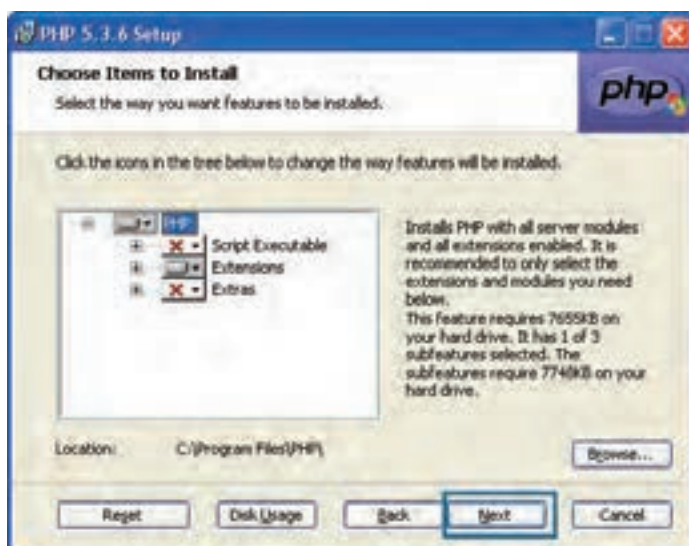 PHP 5.3.6 Setup
Choose Items to Install
Select the way you want features to be installed.
php
Click the icons in the tree below to change the way features will be installed.
PHP
Script Executable
Extensions
Extras
Installs PHP with all server modules
and all extensions enabled. It is
recommended to only select the
extensions and modules you need
below.
This feature requires 7655KB on
your hard drive. It has 1 of 3
subfeatures selected. The
subfeatures require 7748KB on your
hard drive.
Location: C:\Program Files\PHP\
Browse...
Reset Disk Usage Back Next Cancel